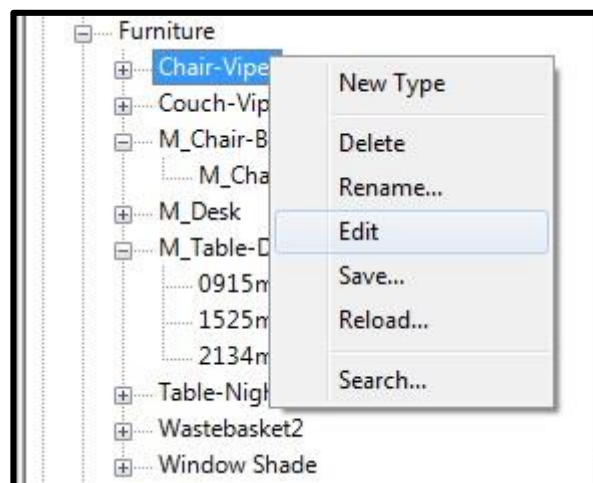 Furniture
Chair-Vipe
Couch-Vip
M_Chair-B
M_Cha
M_Desk
M_Table-D
0915m
1525m
2134m
Table-Nigh
Wastebasket2
Window Shade
New Type
Delete
Rename...
Edit
Save...
Reload...
Search...